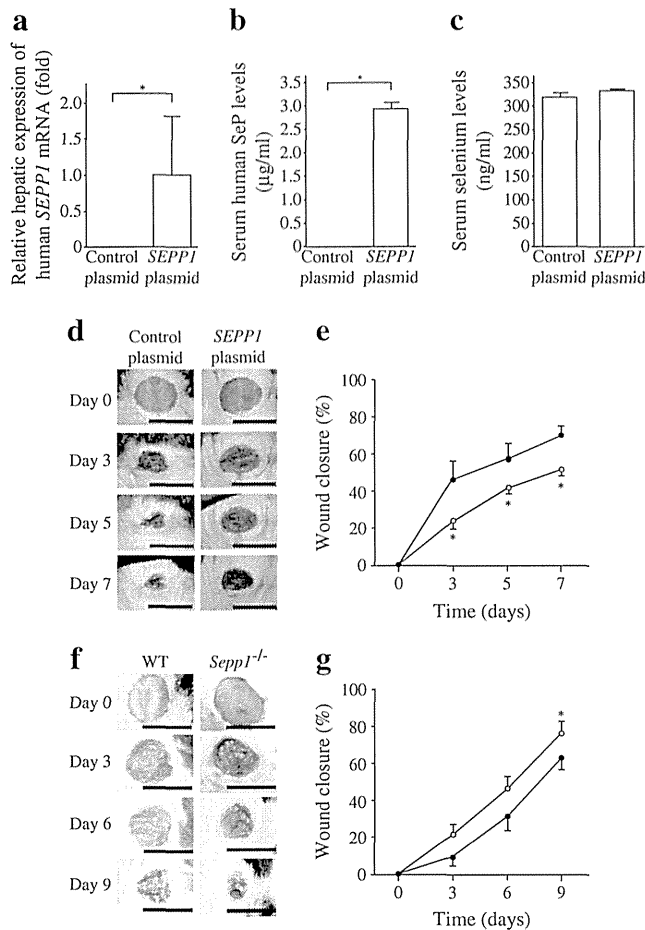 a
Relative hepatic expression of
human SEPP1 mRNA (fold)
2.0
1.0
0.5
0
*
Control
plasmid
SEPP1
plasmid
b
Serum human SeP levels
(μg/ml)
3.5
3.0
2.5
2.0
1.5
1.0
0.5
0
*
Control
plasmid
SEPP1
plasmid
c
Serum selenium levels
(ng/ml)
350
300
250
200
150
100
50
0
Control
plasmid
SEPP1
plasmid
d
Control
plasmid
SEPP1
plasmid
Day 0
Day 3
Day 5
Day 7
e
Wound closure (%)
100
80
60
40
20
0
*
*
*
0 3 5 7
Time (days)
f
WT
Sepp1-/-
Day 0
Day 3
Day 6
Day 9
g
Wound closure (%)
100
80
60
40
20
0
*
0 3 6 9
Time (days)